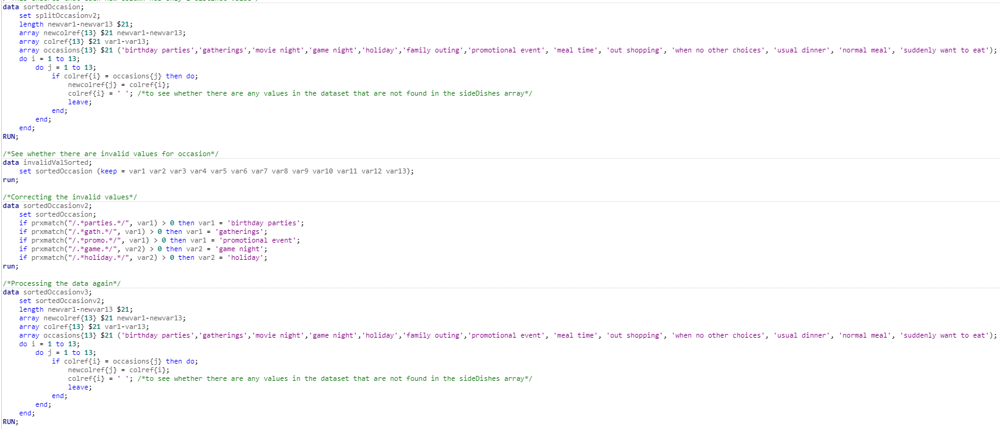 data sortedOccasion;
set splitOccasionv2;
length newvar1-newvar13 $21;
array newcolref{13} $21 newvar1-newvar13;
array colref{13} $21 var1-var13;
array occasions{13} $21 ('birthday parties','gatherings','movie night','game night','holiday','family outing','promotional event', 'meal time', 'out shopping', 'when no other choices', 'usual dinner', 'normal meal', 'suddenly want to eat');
do i = 1 to 13;
do j = 1 to 13;
if colref{i} = occasions{j} then do;
newcolref{j} = colref{i};
colref{i} = ' '; /*to see whether there are any values in the dataset that are not found in the sideDishes array*/
leave;
end;
end;
end;
RUN;
/*See whether there are invalid values for occasion*/
data invalidValSorted;
set sortedOccasion (keep = var1 var2 var3 var4 var5 var6 var7 var8 var9 var10 var11 var12 var13);
run;
/*Correcting the invalid values*/
data sortedOccasionv2;
set sortedOccasion;
if prxmatch("/.*parties.*/", var1) > 0 then var1 = 'birthday parties';
if prxmatch("/.*gath.*/", var1) > 0 then var1 = 'gatherings';
if prxmatch("/.*promo.*/", var1) > 0 then var1 = 'promotional event';
if prxmatch("/.*game.*/", var2) > 0 then var2 = 'game night';
if prxmatch("/.*holiday.*/", var2) > 0 then var2 = 'holiday';
run;
/*Processing the data again*/
data sortedOccasionv3;
set sortedOccasionv2;
length newvar1-newvar13 $21;
array newcolref{13} $21 newvar1-newvar13;
array colref{13} $21 var1-var13;
array occasions{13} $21 ('birthday parties','gatherings','movie night','game night','holiday','family outing','promotional event', 'meal time', 'out shopping', 'when no other choices', 'usual dinner', 'normal meal', 'suddenly want to eat');
do i = 1 to 13;
do j = 1 to 13;
if colref{i} = occasions{j} then do;
newcolref{j} = colref{i};
colref{i} = ' '; /*to see whether there are any values in the dataset that are not found in the sideDishes array*/
leave;
end;
end;
end;
RUN;